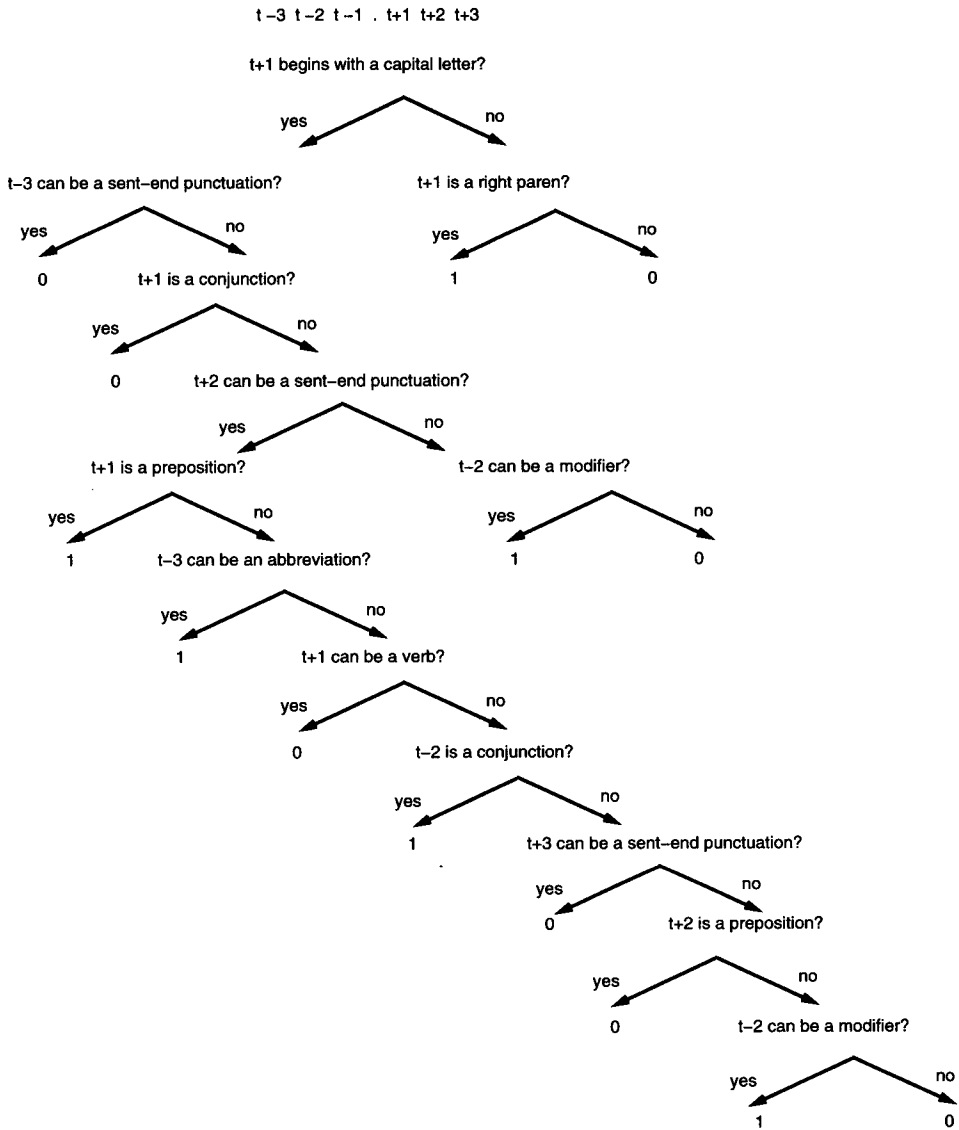 t−3 t−2 t−1 . t+1 t+2 t+3
t+1 begins with a capital letter?
yes no
t−3 can be a sent−end punctuation? t+1 is a right paren?
yes no yes no
0 t+1 is a conjunction? 1 0
yes no
0 t+2 can be a sent−end punctuation?
yes no
t+1 is a preposition? t−2 can be a modifier?
yes no yes no
1 t−3 can be an abbreviation? 1 0
yes no
1 t+1 can be a verb?
yes no
0 t−2 is a conjunction?
yes no
1 t+3 can be a sent−end punctuation?
yes no
0 t+2 is a preposition?
yes no
0 t−2 can be a modifier?
yes no
1 0